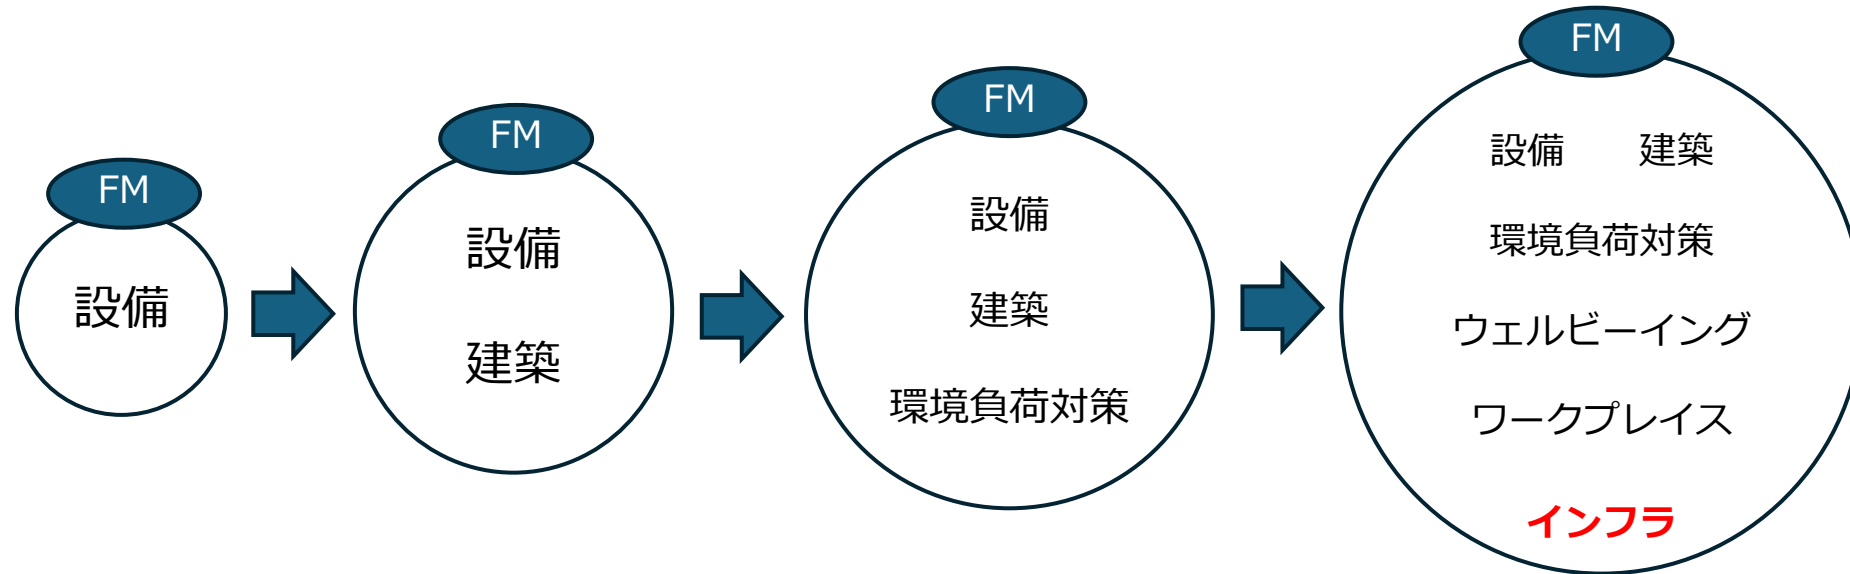 FM
設備
FM
設備
建築
FM
設備
建築
環境負荷対策
FM
設備 建築
環境負荷対策
ウェルビーイング
ワークプレイス
インフラ